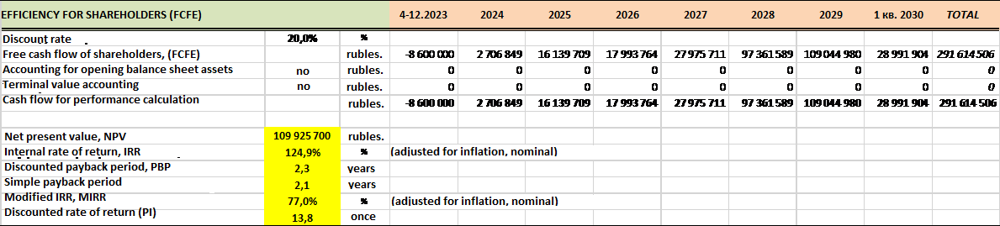 EFFICIENCY FOR SHAREHOLDERS (FCFE) 4-12.2023 2024 2025 2026 2027 2028 2029 1 кв. 2030 TOTAL
Discount rate 20,0% %
Free cash flow of shareholders, (FCFE) rubles. -8 600 000 2 706 849 16 139 709 17 993 764 27 975 711 97 361 589 109 044 980 28 991 904 291 614 506
Accounting for opening balance sheet assets no rubles. 0 0 0 0 0 0 0 0 0
Terminal value accounting no rubles. 0 0 0 0 0 0 0 0 0
Cash flow for performance calculation rubles. -8 600 000 2 706 849 16 139 709 17 993 764 27 975 711 97 361 589 109 044 980 28 991 904 291 614 506
Net present value, NPV 109 925 700 rubles.
Internal rate of return, IRR 124,9% % (adjusted for inflation, nominal)
Discounted payback period, PBP 2,3 years
Simple payback period 2,1 years
Modified IRR, MIRR 77,0% % (adjusted for inflation, nominal)
Discounted rate of return (PI) 13,8 once